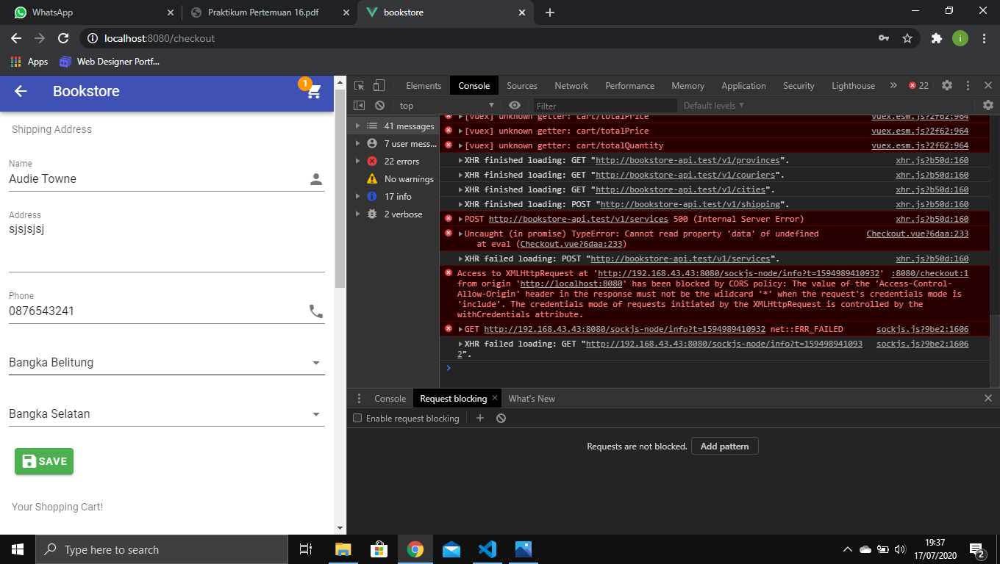 WhatsApp
Praktikum Pertemuan 16.pdf
bookstore
localhost:8080/checkout
i
Apps
Web Designer Portf...
Bookstore
1
Shipping Address
Name
Audie Towne
Address
sjsjsjsj
Phone
0876543241
Bangka Belitung
Bangka Selatan
SAVE
Your Shopping Cart!
Elements Console Sources Network Performance Memory Application Security Lighthouse » 22
top Filter Default levels
41 messages
7 user mess...
22 errors
No warnings
17 info
2 verbose
[vuex] unknown getter: cart/totalPrice vuex.esm.js?2f62:964
[vuex] unknown getter: cart/totalPrice vuex.esm.js?2f62:964
[vuex] unknown getter: cart/totalQuantity vuex.esm.js?2f62:964
XHR finished loading: GET "http://bookstore-api.test/v1/provinces". xhr.js?b50d:160
XHR finished loading: GET "http://bookstore-api.test/v1/couriers". xhr.js?b50d:160
XHR finished loading: GET "http://bookstore-api.test/v1/cities". xhr.js?b50d:160
XHR finished loading: POST "http://bookstore-api.test/v1/shipping". xhr.js?b50d:160
POST http://bookstore-api.test/v1/services 500 (Internal Server Error) xhr.js?b50d:160
Uncaught (in promise) TypeError: Cannot read property 'data' of undefined Checkout.vue?6daa:233
at eval (Checkout.vue?6daa:233)
XHR failed loading: POST "http://bookstore-api.test/v1/services". xhr.js?b50d:160
Access to XMLHttpRequest at 'http://192.168.43.43:8080/sockjs-node/info?t=1594989410932' :8080/checkout:1
from origin 'http://localhost:8080' has been blocked by CORS policy: The value of the 'Access-Control-
Allow-Origin' header in the response must not be the wildcard '*' when the request's credentials mode is
'include'. The credentials mode of requests initiated by the XMLHttpRequest is controlled by the
withCredentials attribute.
GET http://192.168.43.43:8080/sockjs-node/info?t=1594989410932 net::ERR_FAILED sockjs.js?9be2:1606
XHR failed loading: GET "http://192.168.43.43:8080/sockjs-node/info?t=159498941093 sockjs.js?9be2:1606
2".
Console Request blocking What's New
Enable request blocking
Requests are not blocked. Add pattern
Type here to search
19:37
17/07/2020
2